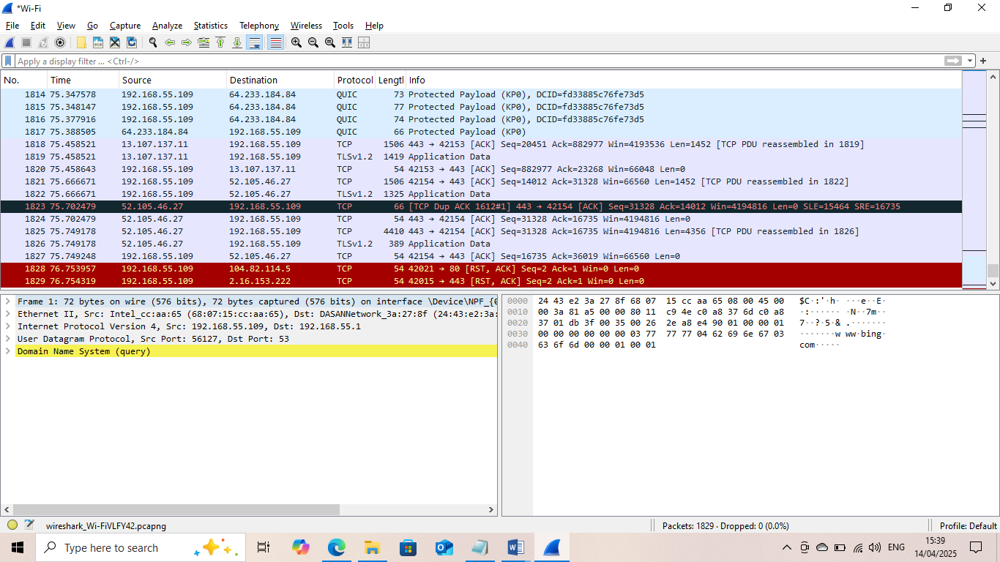 *Wi-Fi
File Edit View Go Capture Analyze Statistics Telephony Wireless Tools Help
Apply a display filter ... <Ctrl-/>
No. Time Source Destination Protocol Lengtl Info
1814 75.347578 192.168.55.109 64.233.184.84 QUIC 73 Protected Payload (KP0), DCID=fd33885c76fe73d5
1815 75.348147 192.168.55.109 64.233.184.84 QUIC 77 Protected Payload (KP0), DCID=fd33885c76fe73d5
1816 75.377916 192.168.55.109 64.233.184.84 QUIC 74 Protected Payload (KP0), DCID=fd33885c76fe73d5
1817 75.388505 64.233.184.84 192.168.55.109 QUIC 66 Protected Payload (KP0)
1818 75.458521 13.107.137.11 192.168.55.109 TCP 1506 443 → 42153 [ACK] Seq=20451 Ack=882977 Win=4193536 Len=1452 [TCP PDU reassembled in 1819]
1819 75.458521 13.107.137.11 192.168.55.109 TLSv1.2 1419 Application Data
1820 75.458643 192.168.55.109 13.107.137.11 TCP 54 42153 → 443 [ACK] Seq=882977 Ack=23268 Win=66048 Len=0
1821 75.666671 192.168.55.109 52.105.46.27 TCP 1506 42154 → 443 [ACK] Seq=14012 Ack=31328 Win=66560 Len=1452 [TCP PDU reassembled in 1822]
1822 75.666671 192.168.55.109 52.105.46.27 TLSv1.2 1325 Application Data
1823 75.702479 52.105.46.27 192.168.55.109 TCP 66 [TCP Dup ACK 1612#1] 443 → 42154 [ACK] Seq=31328 Ack=14012 Win=4194816 Len=0 SLE=15464 SRE=16735
1824 75.702479 52.105.46.27 192.168.55.109 TCP 54 443 → 42154 [ACK] Seq=31328 Ack=16735 Win=4194816 Len=0
1825 75.749178 52.105.46.27 192.168.55.109 TCP 4410 443 → 42154 [ACK] Seq=31328 Ack=16735 Win=4194816 Len=4356 [TCP PDU reassembled in 1826]
1826 75.749178 52.105.46.27 192.168.55.109 TLSv1.2 389 Application Data
1827 75.749248 192.168.55.109 52.105.46.27 TCP 54 42154 → 443 [ACK] Seq=16735 Ack=36019 Win=66560 Len=0
1828 76.753957 192.168.55.109 104.82.114.5 TCP 54 42021 → 80 [RST, ACK] Seq=2 Ack=1 Win=0 Len=0
1829 76.754319 192.168.55.109 2.16.153.222 TCP 54 42015 → 443 [RST, ACK] Seq=2 Ack=1 Win=0 Len=0
Frame 1: 72 bytes on wire (576 bits), 72 bytes captured (576 bits) on interface \Device\NPF_{0
Ethernet II, Src: Intel_cc:aa:65 (68:07:15:cc:aa:65), Dst: DASANNetwork_3a:27:8f (24:43:e2:3a:
Internet Protocol Version 4, Src: 192.168.55.109, Dst: 192.168.55.1
User Datagram Protocol, Src Port: 56127, Dst Port: 53
Domain Name System (query)
0000 24 43 e2 3a 27 8f 68 07 15 cc aa 65 08 00 45 00 $C·:'·h· ···e··E·
0010 00 3a 81 a5 00 00 80 11 c9 4e c0 a8 37 6d c0 a8 ·:······ ·N··7m··
0020 37 01 db 3f 00 35 00 26 2e a8 e4 90 01 00 00 01 7··?·5·& .·······
0030 00 00 00 00 00 00 03 77 77 77 04 62 69 6e 67 03 ·······w ww·bing·
0040 63 6f 6d 00 00 01 00 01 com·····
wireshark_Wi-FiVLFY42.pcapng
Packets: 1829 · Dropped: 0 (0.0%)
Profile: Default
Type here to search
ENG
15:39
14/04/2025